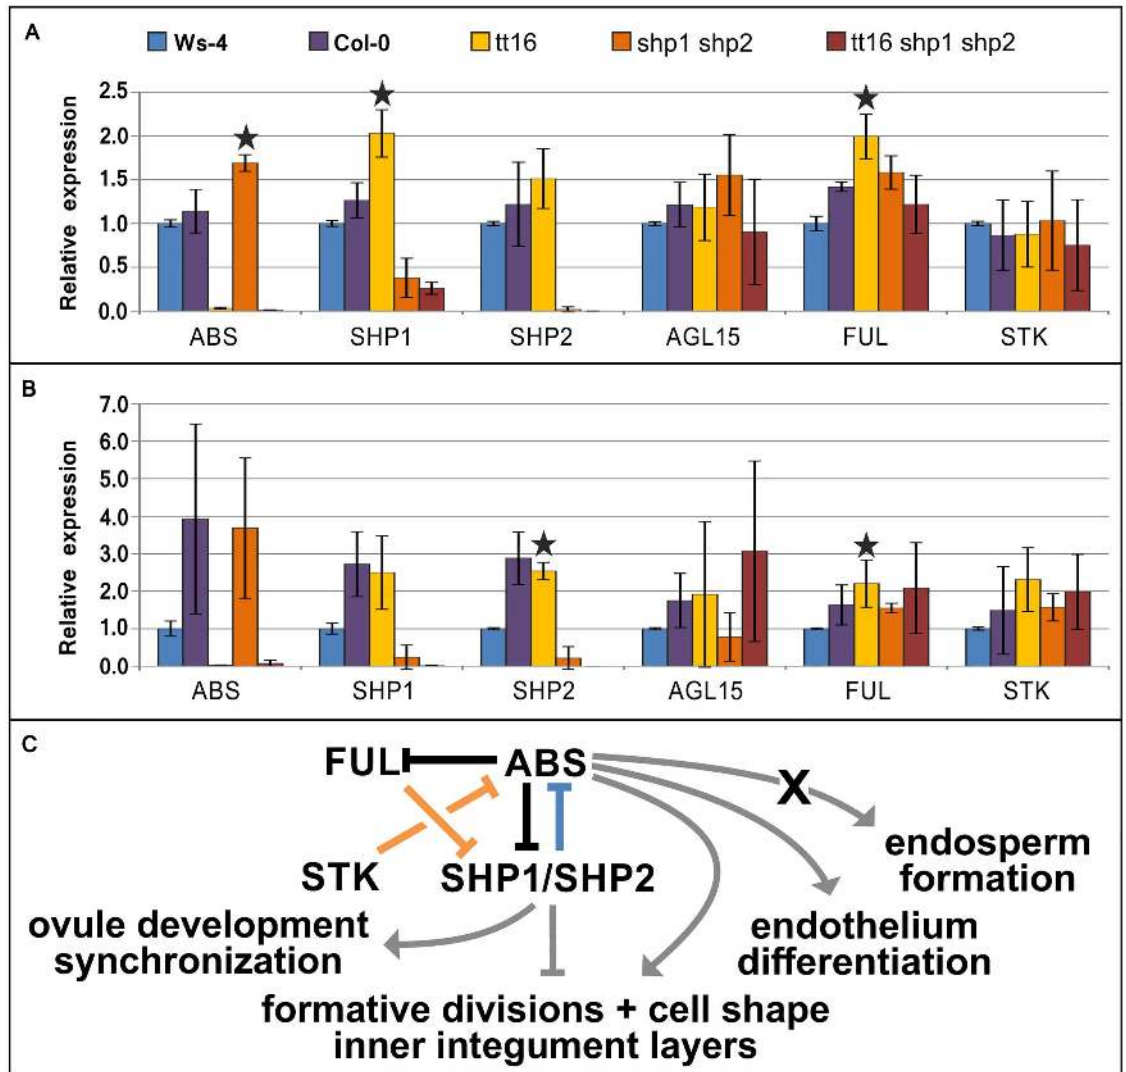 A
Ws-4 Col-0 tt16 shp1 shp2 tt16 shp1 shp2
Relative expression
2.5
2.0
1.5
1.0
0.5
0.0
ABS SHP1 SHP2 AGL15 FUL STK
B
Relative expression
7.0
6.0
5.0
4.0
3.0
2.0
1.0
0.0
ABS SHP1 SHP2 AGL15 FUL STK
C
FUL ABS
X
STK SHP1/SHP2
endosperm
formation
ovule development
synchronization
endothelium
differentiation
formative divisions + cell shape
inner integument layers